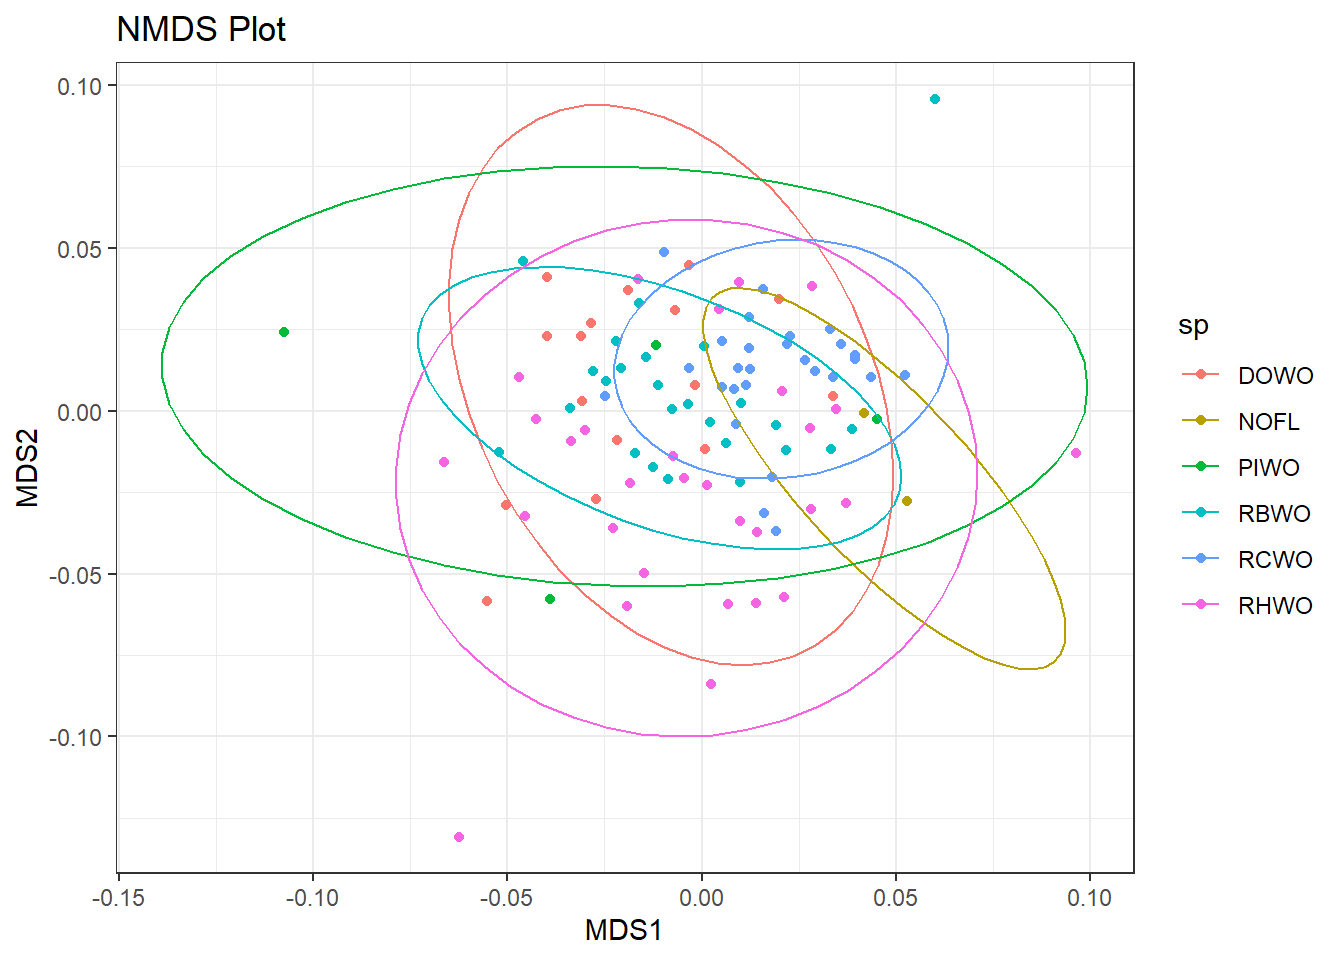 NMDS Plot
0.10
0.05
0.00
-0.05
-0.10
MDS2
-0.15
-0.10
-0.05
0.00
0.05
0.10
MDS1
sp
DOWO
NOFL
PIWO
RBWO
RCWO
RHWO